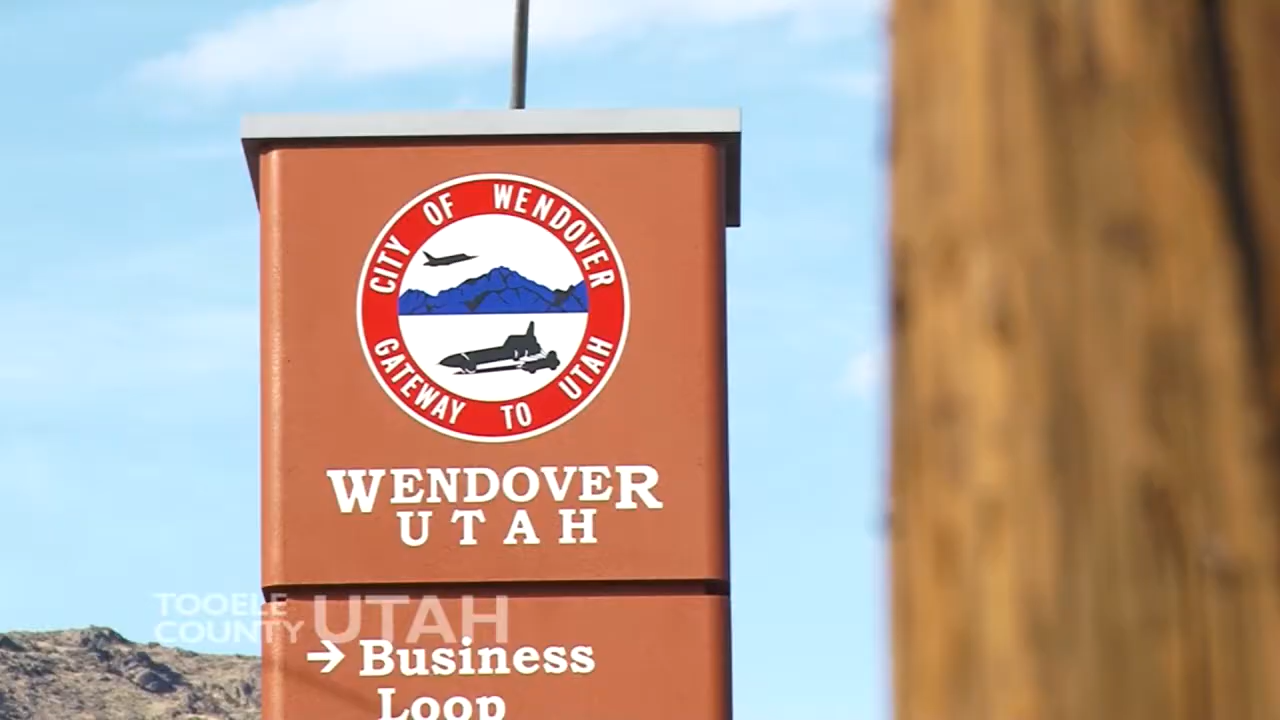 CITY OF WENDOVER
GATEWAY TO UTAH
WENDOVER
UTAH
TOOELE
COUNTY
UTAH
→ Business
Loop